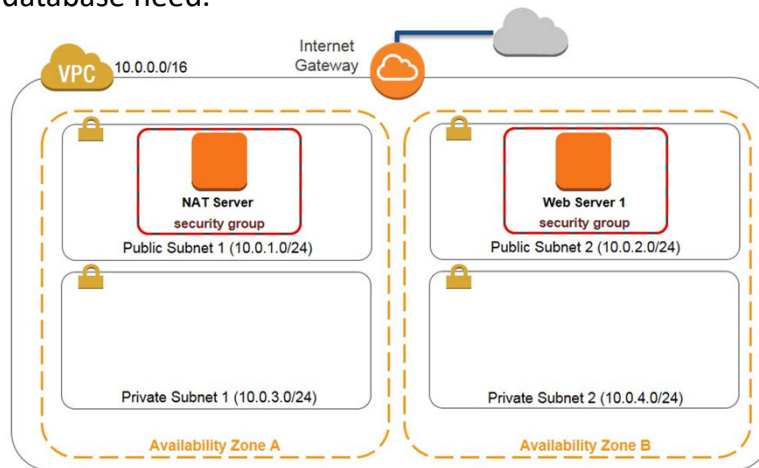 database need.
Internet
Gateway
VPC
10.0.0.0/16
NAT Server
security group
Public Subnet 1 (10.0.1.0/24)
Web Server 1
security group
Public Subnet 2 (10.0.2.0/24)
Private Subnet 1 (10.0.3.0/24)
Private Subnet 2 (10.0.4.0/24)
Availability Zone A
Availability Zone B